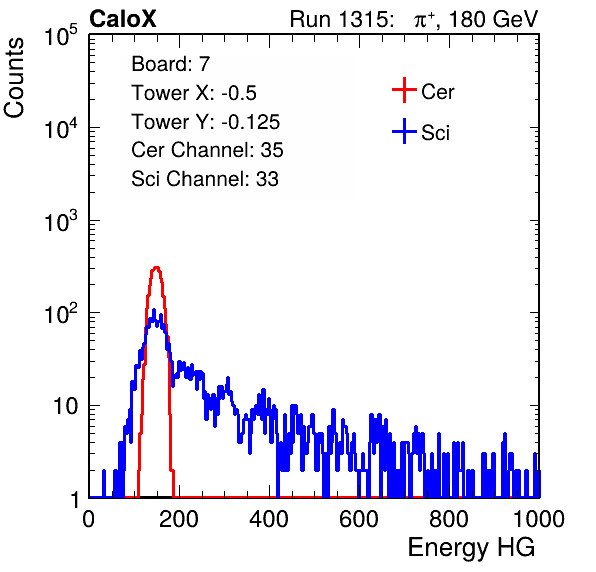 CaloX Run 1315: π⁺, 180 GeV
Counts
10⁵
10⁴
10³
10²
10
1
Board: 7
Tower X: -0.5
Tower Y: -0.125
Cer Channel: 35
Sci Channel: 33
Cer
Sci
0 200 400 600 800 1000
Energy HG